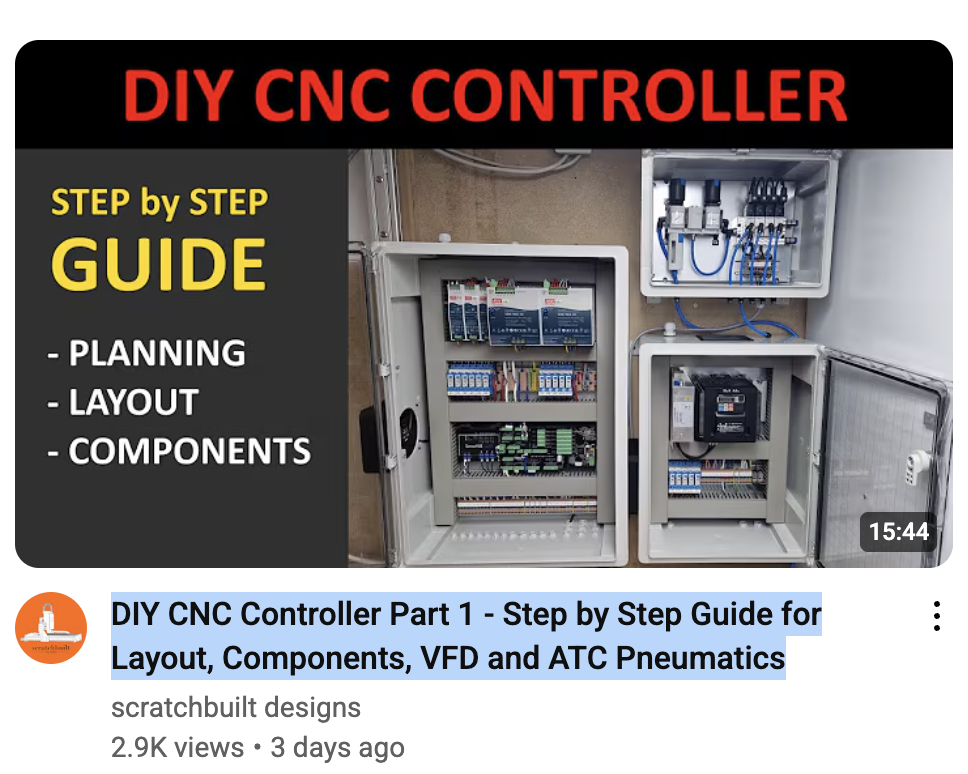 DIY CNC CONTROLLER
STEP by STEP
GUIDE
- PLANNING
- LAYOUT
- COMPONENTS
15:44
DIY CNC Controller Part 1 - Step by Step Guide for
Layout, Components, VFD and ATC Pneumatics
scratchbuilt designs
2.9K views • 3 days ago